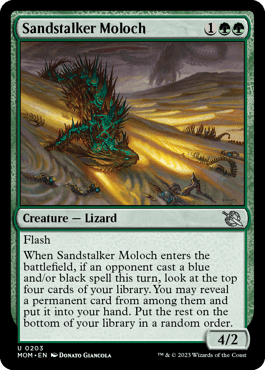 Sandstalker Moloch 1
Creature — Lizard
Flash
When Sandstalker Moloch enters the
battlefield, if an opponent cast a blue
and/or black spell this turn, look at the top
four cards of your library. You may reveal
a permanent card from among them and
put it into your hand. Put the rest on the
bottom of your library in a random order.
4/2
U 0203
MOM • EN DONATO GIANCOLA
™ & © 2023 Wizards of the Coast